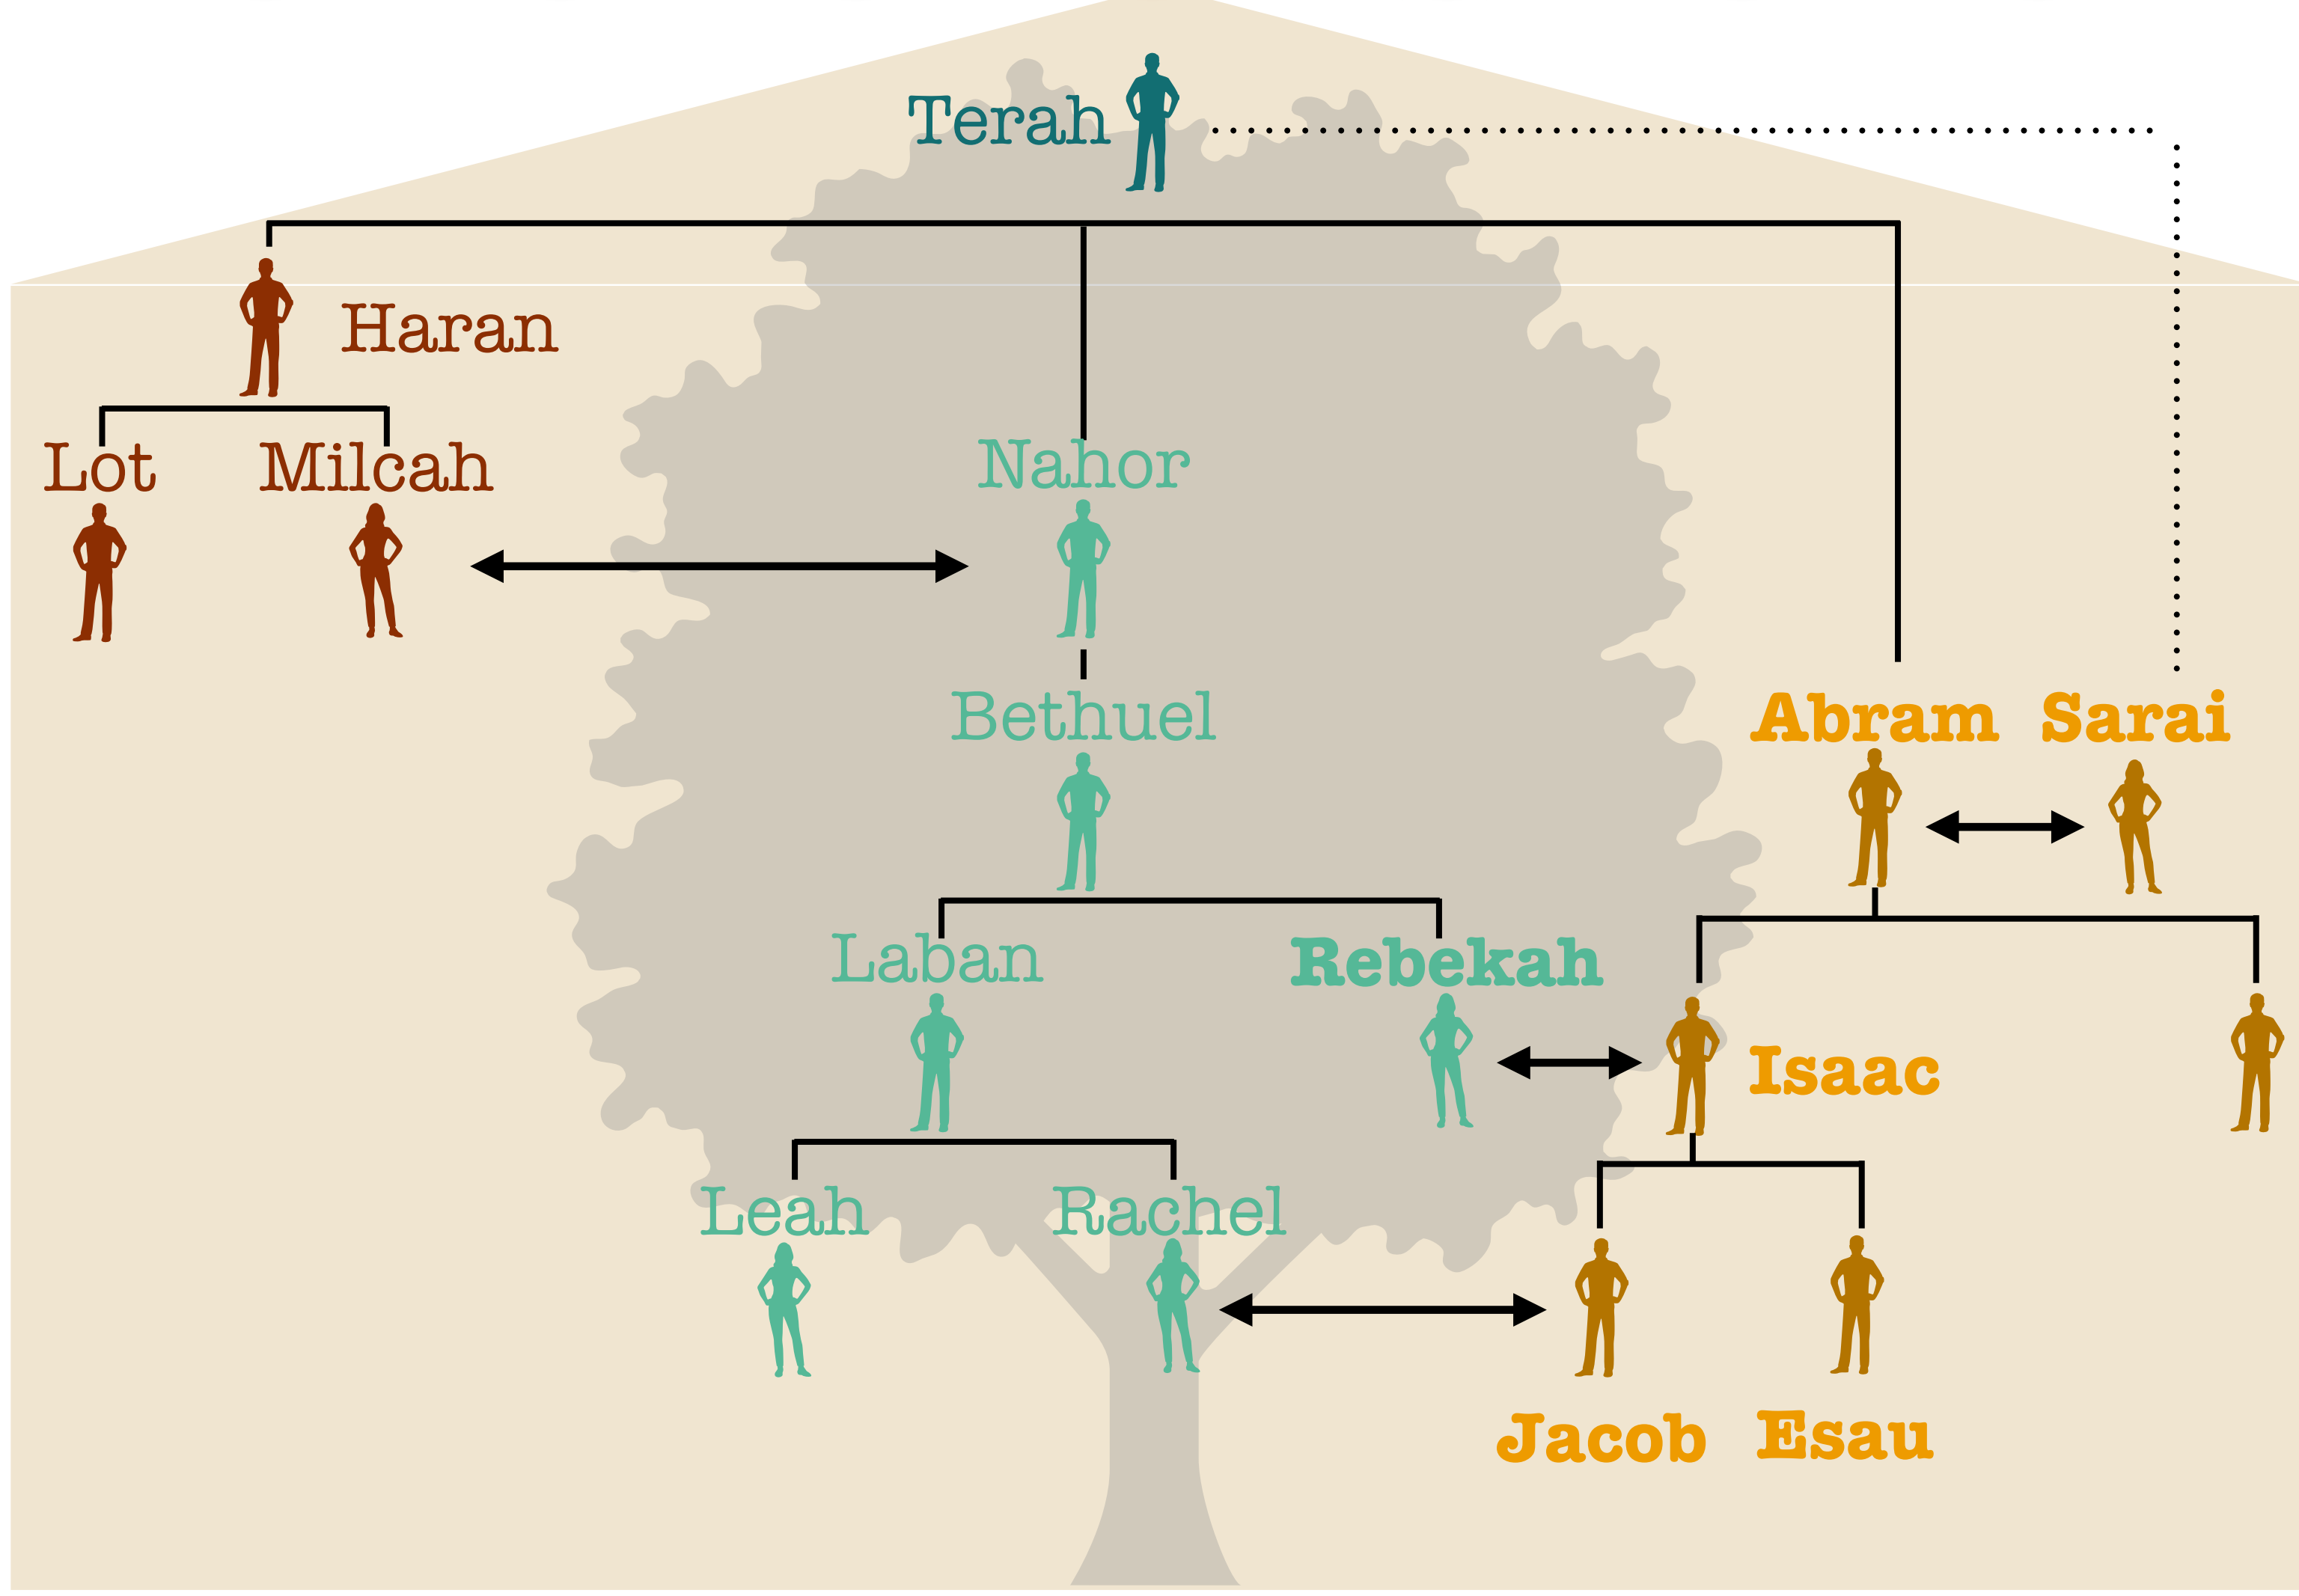 Terah
Haran
Lot
Milcah
Nahor
Bethuel
Abram
Sarai
Laban
Rebekah
Isaac
Leah
Rachel
Jacob
Esau